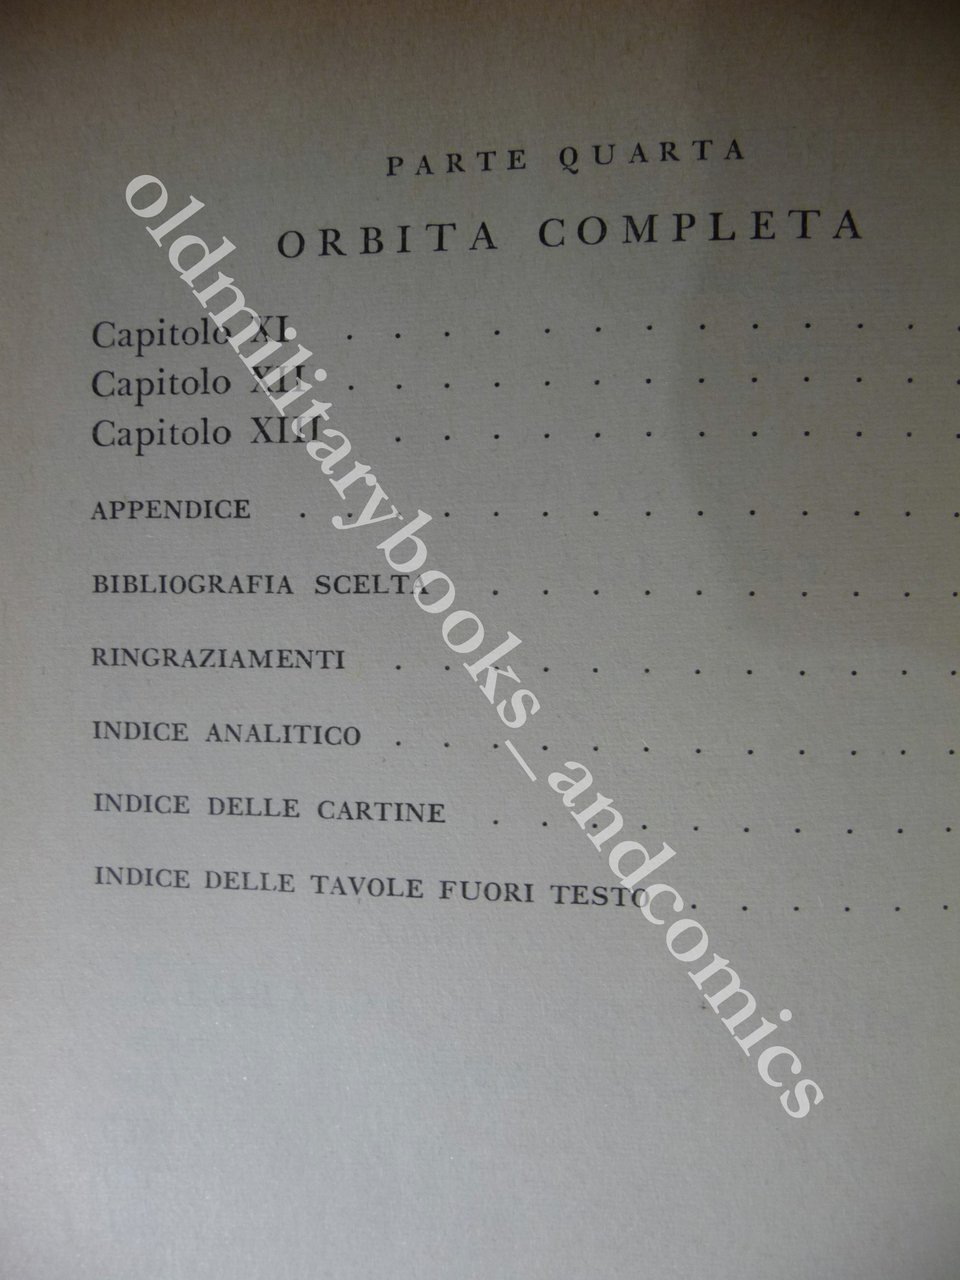 PARTE QUARTA
ORBITA COMPLETA
Capitolo XI . . . . . . . . . . . .
Capitolo XII . . . . . . . . . . . .
Capitolo XIII . . . . . . . . . . . .
APPENDICE . . . . . . . . . . . . . .
BIBLIOGRAFIA SCELTA . . . . . . . . . .
RINGRAZIAMENTI . . . . . . . . . . . .
INDICE ANALITICO . . . . . . . . . . . .
INDICE DELLE CARTINE . . . . . . . . . .
INDICE DELLE TAVOLE FUORI TESTO . . . . . .
oldmilitarybooks_andcomics